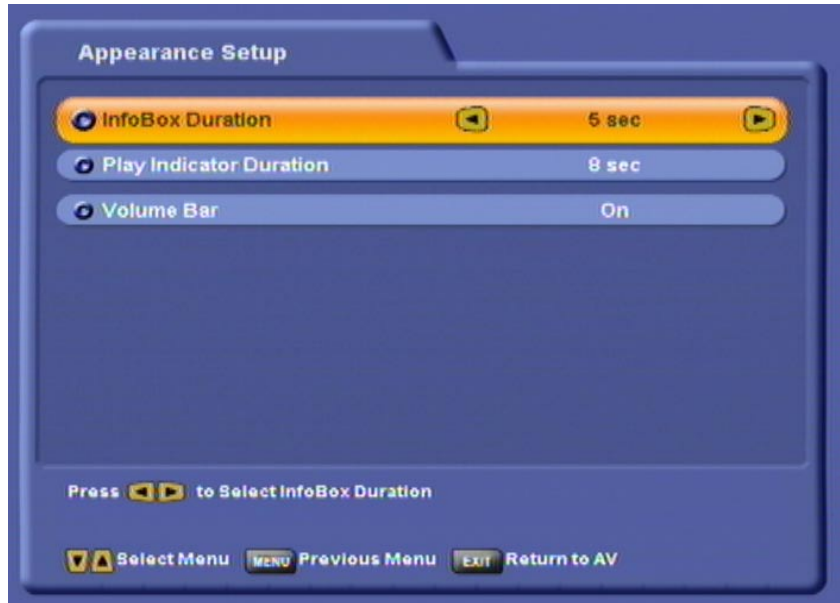 Appearance Setup
InfoBox Duration 5 sec
Play Indicator Duration 8 sec
Volume Bar On
Press to Select InfoBox Duration
Select Menu MENU Previous Menu EXIT Return to AV